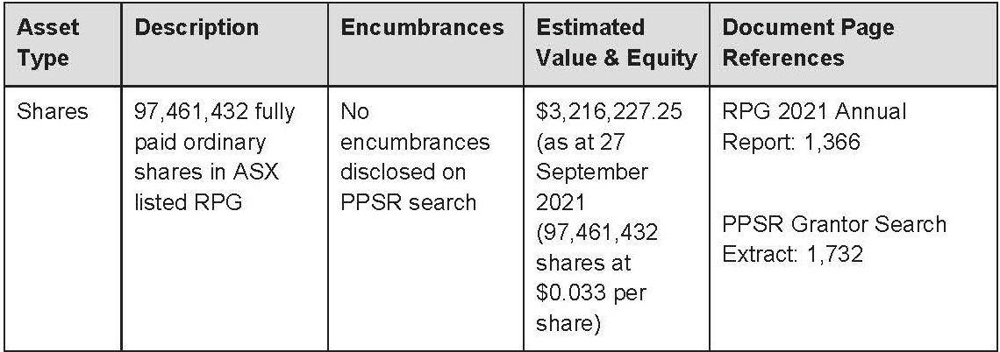 Asset
Type
Description
Encumbrances
Estimated
Value & Equity
Document Page
References
Shares
97,461,432 fully
paid ordinary
shares in ASX
listed RPG
No
encumbrances
disclosed on
PPSR search
$3,216,227.25
(as at 27
September
2021
(97,461,432
shares at
$0.033 per
share)
RPG 2021 Annual
Report: 1,366
PPSR Grantor Search
Extract: 1,732